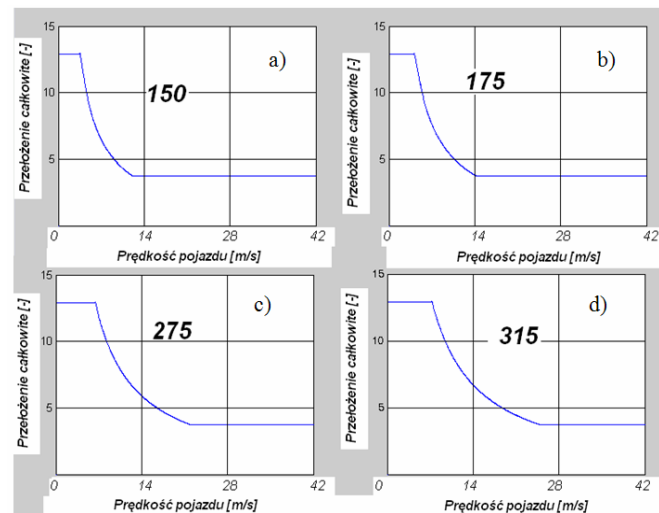 15
10
5
0
14
28
42
Przełożenie całkowite [-]
Prędkość pojazdu [m/s]
150
a)
15
10
5
0
14
28
42
Przełożenie całkowite [-]
Prędkość pojazdu [m/s]
175
b)
15
10
5
0
14
28
42
Przełożenie całkowite [-]
Prędkość pojazdu [m/s]
275
c)
15
10
5
0
14
28
42
Przełożenie całkowite [-]
Prędkość pojazdu [m/s]
315
d)